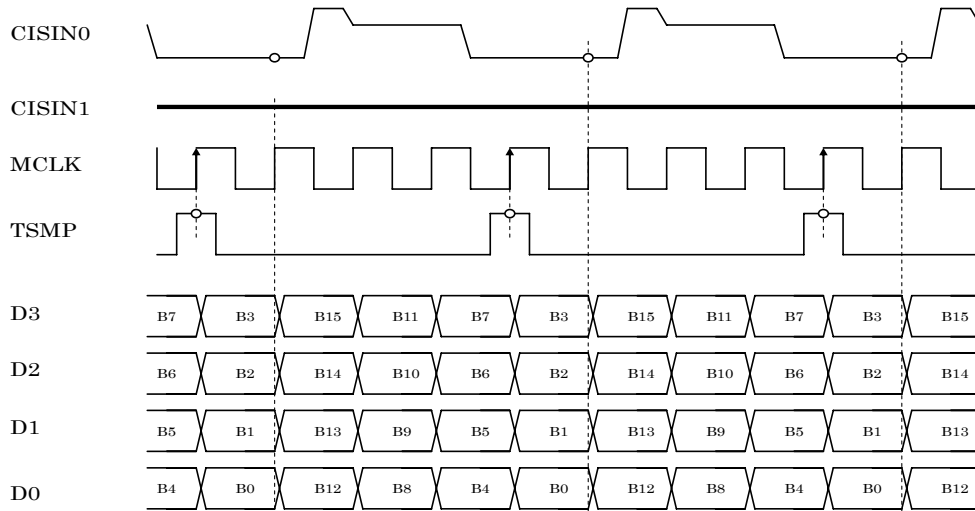 CISIN0
CISIN1
MCLK
TSMP
D3 B7 B3 B15 B11 B7 B3 B15 B11 B7 B3 B15
D2 B6 B2 B14 B10 B6 B2 B14 B10 B6 B2 B14
D1 B5 B1 B13 B9 B5 B1 B13 B9 B5 B1 B13
D0 B4 B0 B12 B8 B4 B0 B12 B8 B4 B0 B12